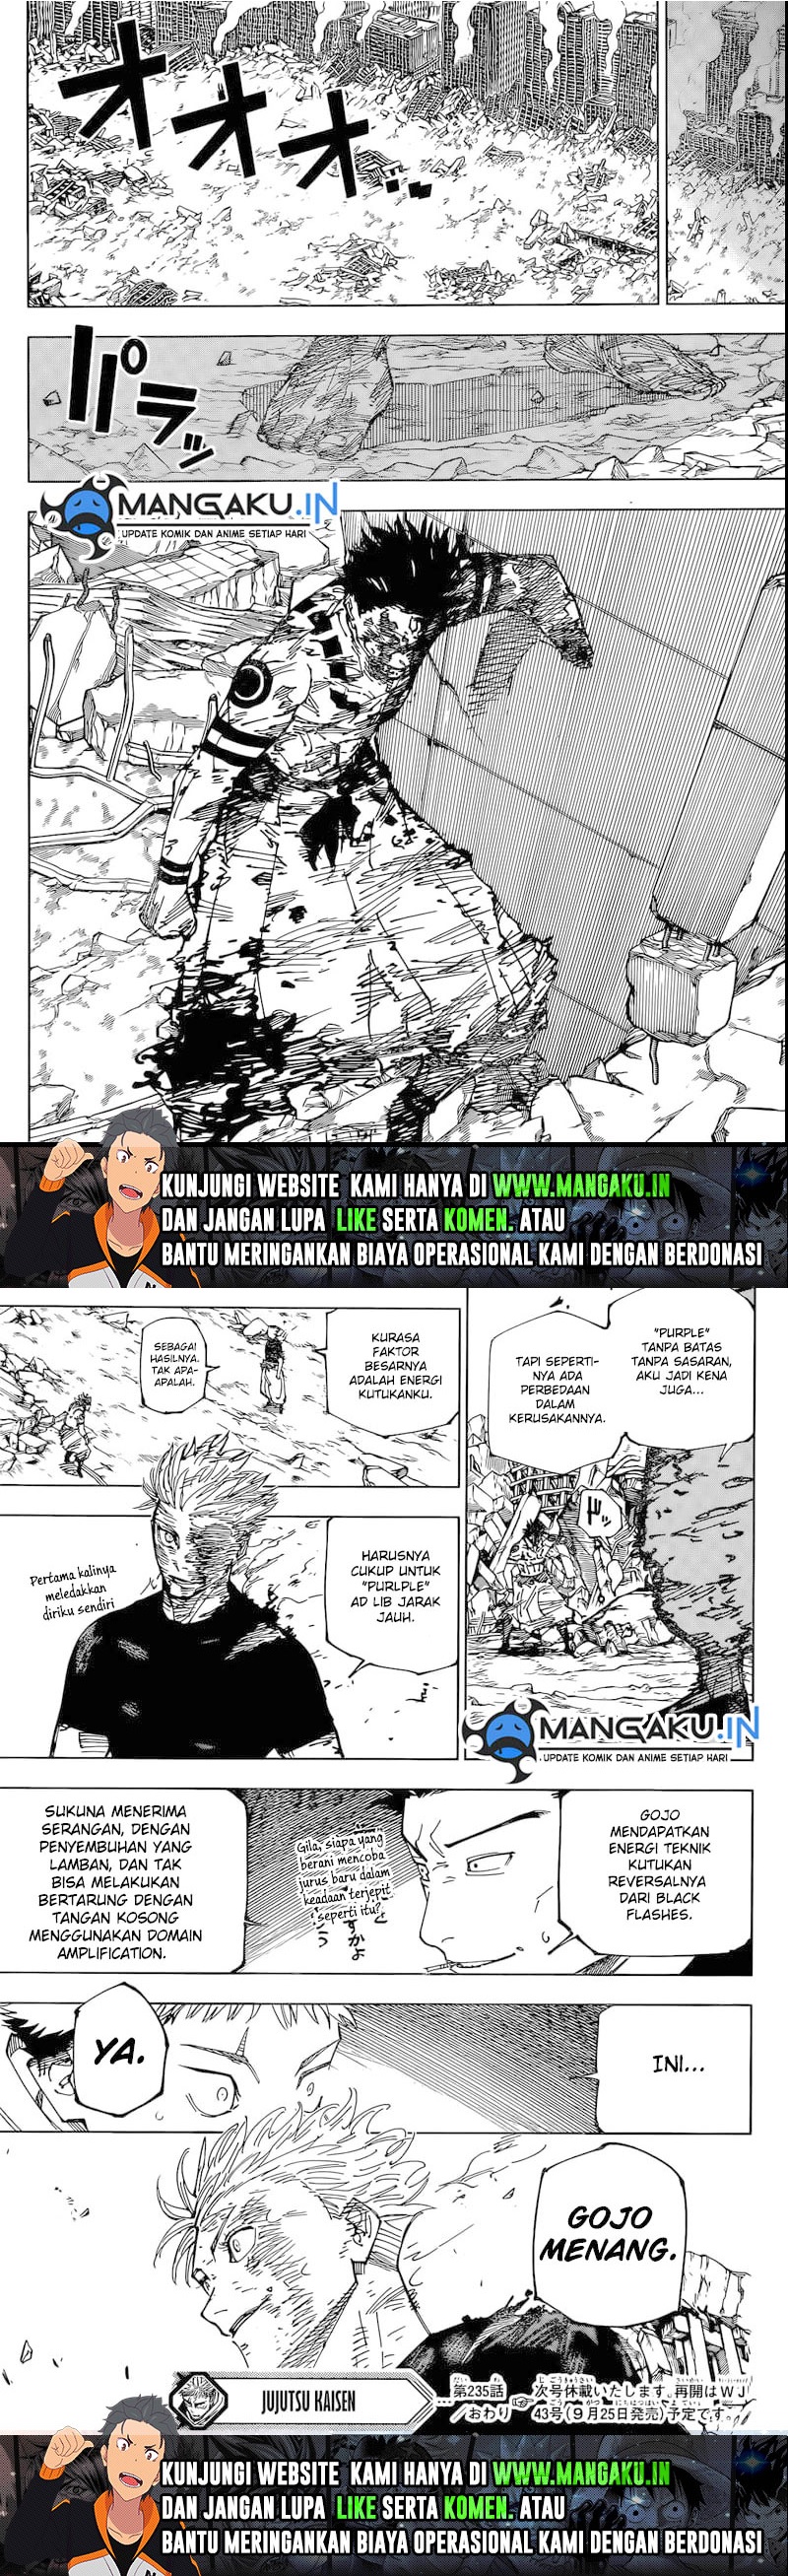 オオオ…
パラッ
MANGAKU.IN
UPDATE KOMIK DAN ANIME SETIAP HARI
KUNJUNGI WEBSITE KAMI HANYA DI WWW.MANGAKU.IN
DAN JANGAN LUPA LIKE SERTA KOMEN. ATAU
BANTU MERINGANKAN BIAYA OPERASIONAL KAMI DENGAN BERDONASI
"PURPLE"
TANPA BATAS
TANPA SASARAN,
AKU JADI KENA
JUGA...
TAPI SEPERTI-
NYA ADA
PERBEDAAN
DALAM
KERUSAKANNYA.
KURASA
FAKTOR
BESARNYA
ADALAH ENERGI
KUTUKANKU.
SEBAGAI
HASILNYA.
TAK APA-
APALAH.
HARUSNYA
CUKUP UNTUK
"PURLPLE"
AD LIB JARAK
JAUH.
Pertama kalinya
meledakkan
diriku sendiri
MANGAKU.IN
UPDATE KOMIK DAN ANIME SETIAP HARI
GOJO
MENDAPATKAN
ENERGI TEKNIK
KUTUKAN
REVERSALNYA
DARI BLACK
FLASHES.
Gila, siapa yang
berani mencoba
jurus baru dalam
keadaan terjepit
seperti itu?
SUKUNA MENERIMA
SERANGAN, DENGAN
PENYEMBUHAN YANG
LAMBAN, DAN TAK
BISA MELAKUKAN
BERTARUNG DENGAN
TANGAN KOSONG
MENGGUNAKAN DOMAIN
AMPLIFICATION.
INI...
YA.
GOJO
MENANG.
JUJUTSU KAISEN
第235話
／おわり
次号休載いたします。再開はＷＪ
43号(９月25日発売)予定です。
KUNJUNGI WEBSITE KAMI HANYA DI WWW.MANGAKU.IN
DAN JANGAN LUPA LIKE SERTA KOMEN. ATAU
BANTU MERINGANKAN BIAYA OPERASIONAL KAMI DENGAN BERDONASI